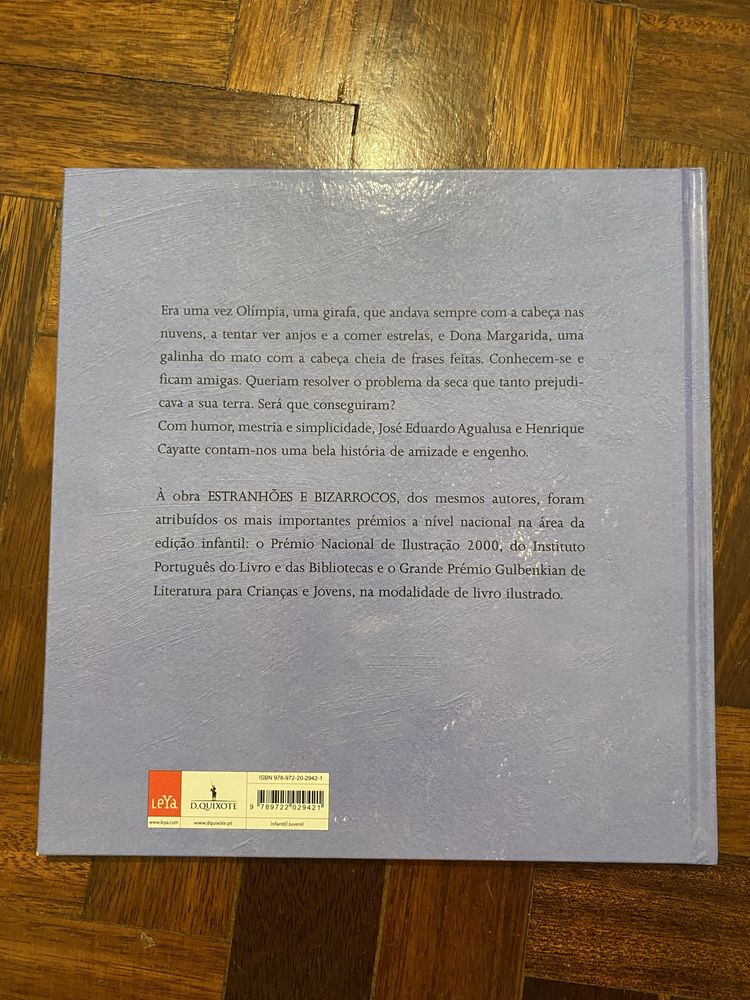 Era uma vez Olímpia, uma girafa, que andava sempre com a cabeça nas
nuvens, a tentar ver anjos e a comer estrelas, e Dona Margarida, uma
galinha do mato com a cabeça cheia de frases feitas. Conhecem-se e
ficam amigas. Queriam resolver o problema da seca que tanto prejudi-
cava a sua terra. Será que conseguiram?
Com humor, mestria e simplicidade, José Eduardo Agualusa e Henrique
Cayatte contam-nos uma bela história de amizade e engenho.
À obra ESTRANHÕES E BIZARROCOS, dos mesmos autores, foram
atribuídos os mais importantes prémios a nível nacional na área da
edição infantil: o Prémio Nacional de Ilustração 2000, do Instituto
Português do Livro e das Bibliotecas e o Grande Prémio Gulbenkian de
Literatura para Crianças e Jovens, na modalidade de livro ilustrado.
LeYa
www.leya.com
D.QUIXOTE
www.dquixote.pt
ISBN 978-972-20-2942-1
9 789722 029421
Infantil|Juvenil